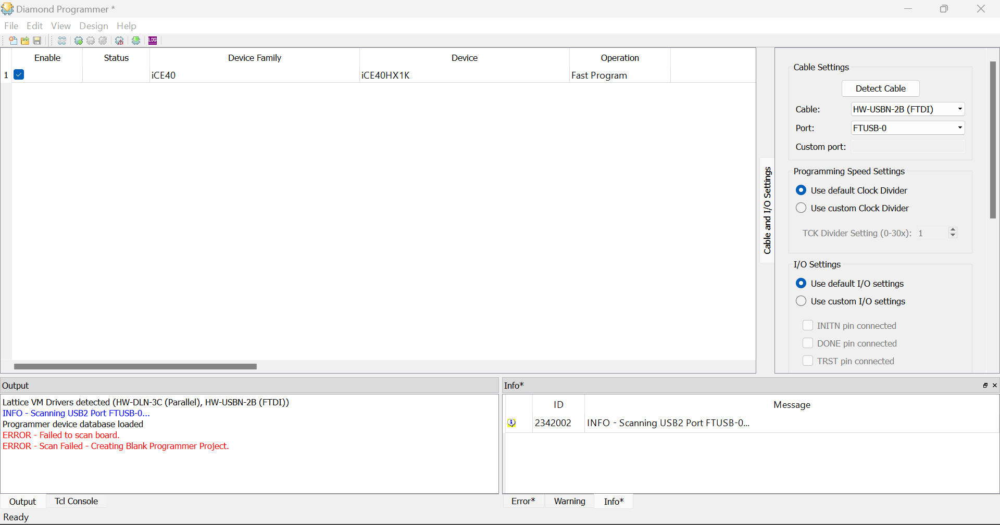 Diamond Programmer *
File Edit View Design Help
LOG
Enable Status Device Family Device Operation
1 iCE40 iCE40HX1K Fast Program
Cable and I/O Settings
Cable Settings
Detect Cable
Cable: HW-USBN-2B (FTDI)
Port: FTUSB-0
Custom port:
Programming Speed Settings
Use default Clock Divider
Use custom Clock Divider
TCK Divider Setting (0-30x): 1
I/O Settings
Use default I/O settings
Use custom I/O settings
INITN pin connected
DONE pin connected
TRST pin connected
Output
Lattice VM Drivers detected (HW-DLN-3C (Parallel), HW-USBN-2B (FTDI))
INFO - Scanning USB2 Port FTUSB-0...
Programmer device database loaded
ERROR - Failed to scan board.
ERROR - Scan Failed - Creating Blank Programmer Project.
Output Tcl Console
Info*
ID Message
2342002 INFO - Scanning USB2 Port FTUSB-0...
Error* Warning Info*
Ready